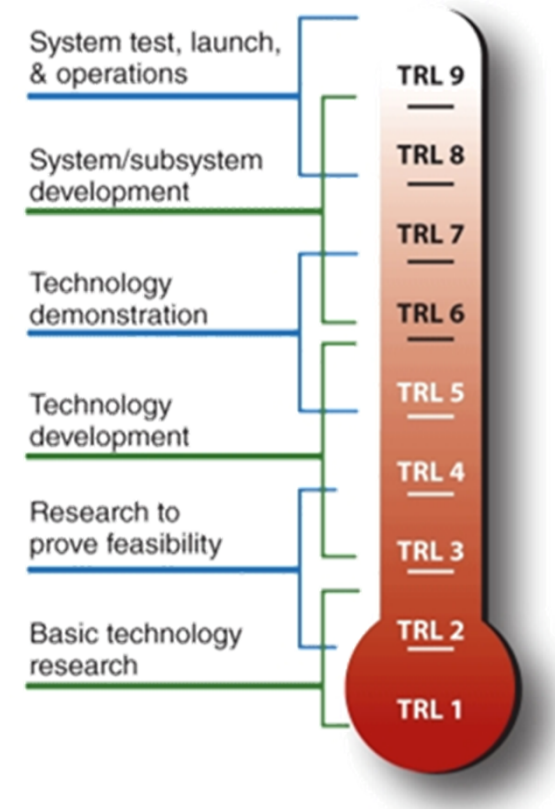 System test, launch,
& operations
System/subsystem
development
Technology
demonstration
Technology
development
Research to
prove feasibility
Basic technology
research
TRL 9
TRL 8
TRL 7
TRL 6
TRL 5
TRL 4
TRL 3
TRL 2
TRL 1